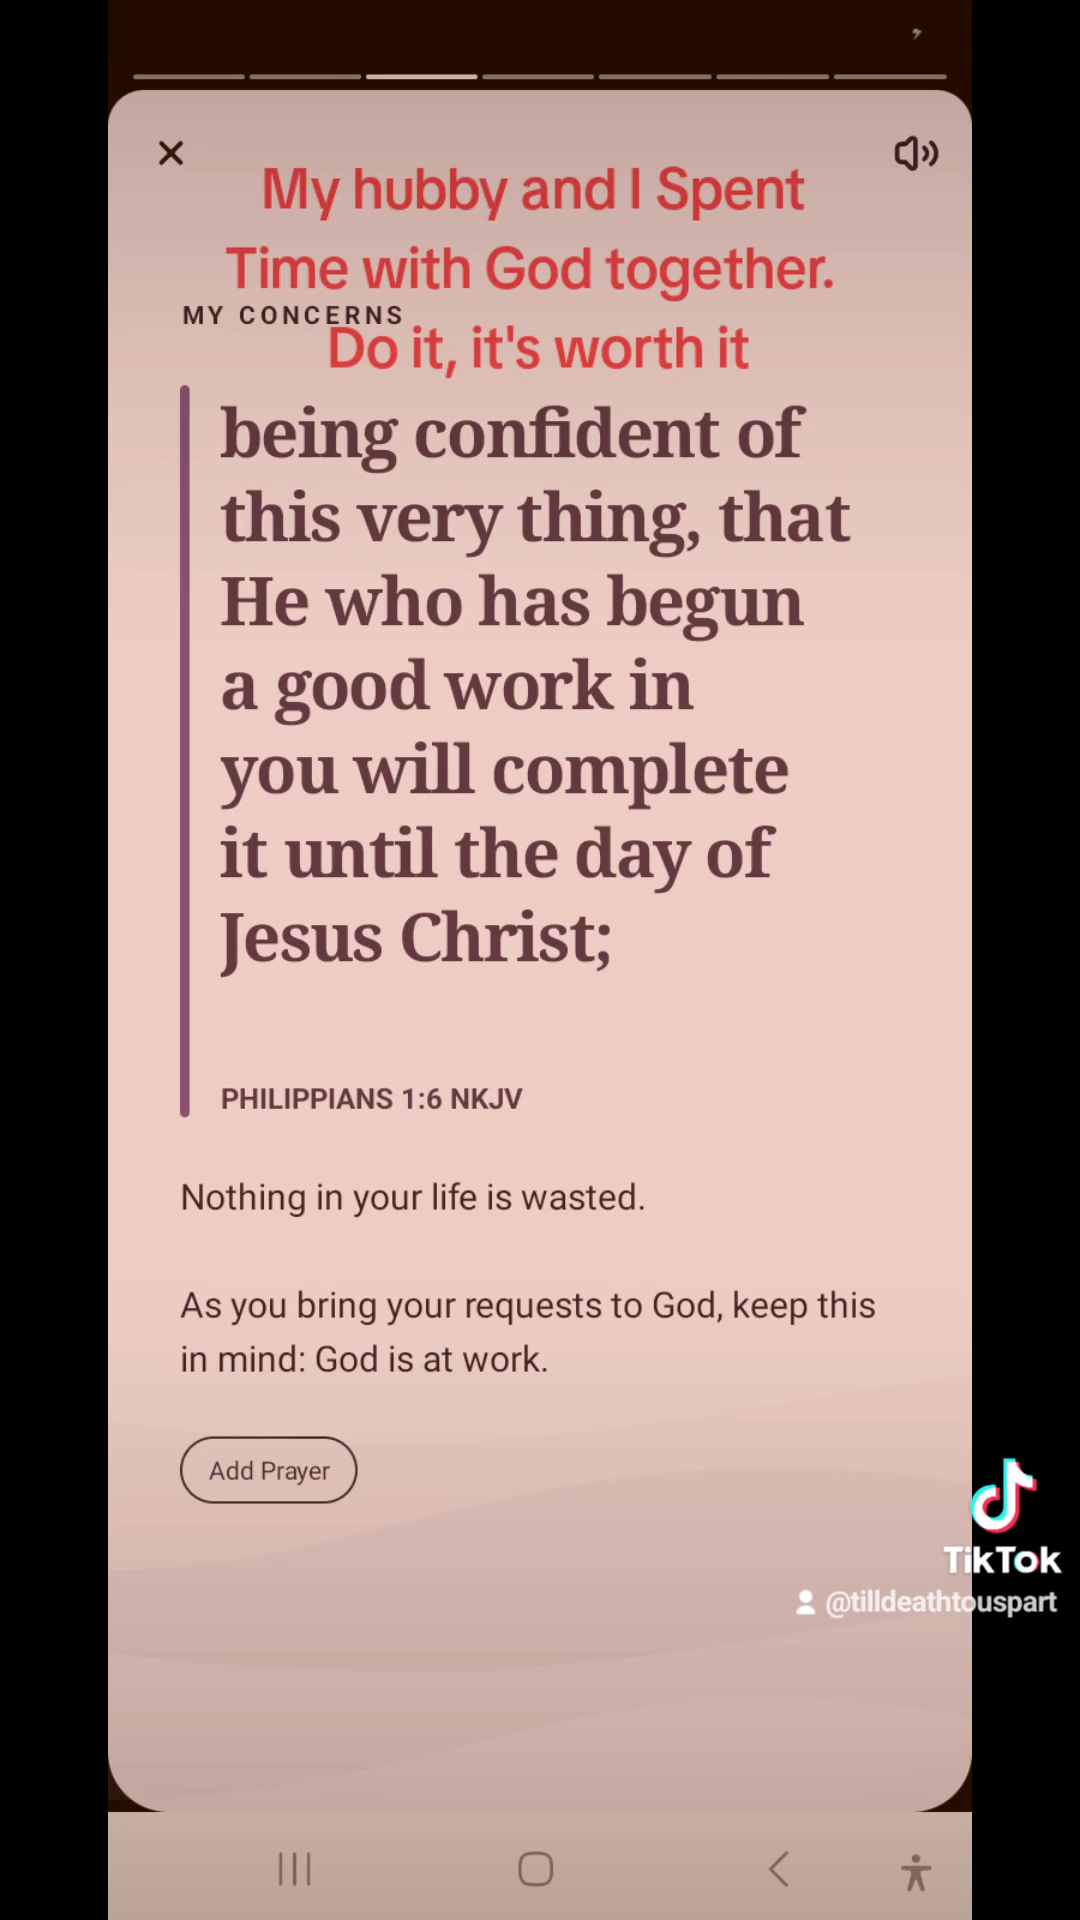 My hubby and I Spent
Time with God together.
MY CONCERNS
Do it, it's worth it
being confident of
this very thing, that
He who has begun
a good work in
you will complete
it until the day of
Jesus Christ;
PHILIPPIANS 1:6 NKJV
Nothing in your life is wasted.
As you bring your requests to God, keep this
in mind: God is at work.
Add Prayer
TikTok
@tilldeathtouspart